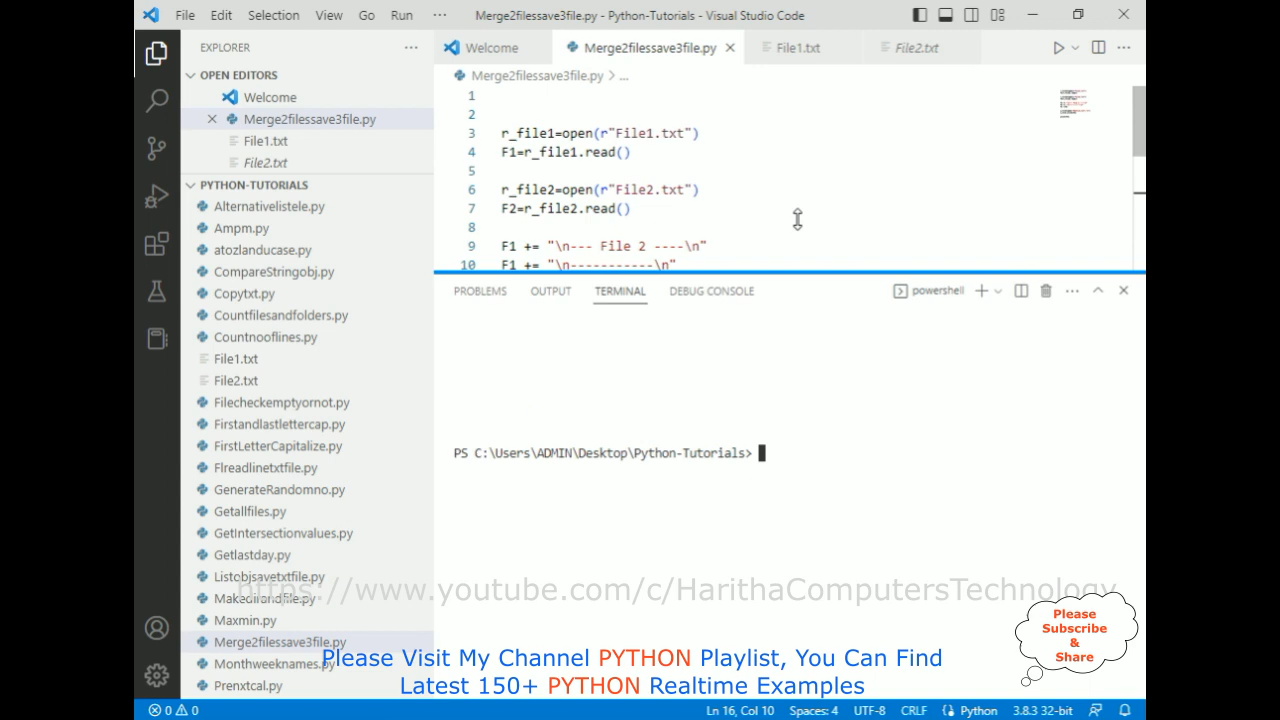 File Edit Selection View Go Run ··· Merge2filessave3file.py - Python-Tutorials - Visual Studio Code
EXPLORER ···
OPEN EDITORS
Welcome
Merge2filessave3file.py
File1.txt
File2.txt
PYTHON-TUTORIALS
Alternativelistele.py
Ampm.py
atozlanducase.py
CompareStringobj.py
Copytxt.py
Countfilesandfolders.py
Countnooflines.py
File1.txt
File2.txt
Filecheckemptyornot.py
Firstandlastlettercap.py
FirstLetterCapitalize.py
Flreadlinetxtfile.py
GenerateRandomno.py
Getallfiles.py
GetIntersectionvalues.py
Getlastday.py
Listobjsavetxtfile.py
Makedirandfile.py
Maxmin.py
Merge2filessave3file.py
Monthweeknames.py
Prenxtcal.py
Welcome Merge2filessave3file.py File1.txt File2.txt
Merge2filessave3file.py > ...
1
2
3 r_file1=open(r"File1.txt")
4 F1=r_file1.read()
5
6 r_file2=open(r"File2.txt")
7 F2=r_file2.read()
8
9 F1 += "\n--- File 2 ----\n"
10 F1 += "\n-----------\n"
PROBLEMS OUTPUT TERMINAL DEBUG CONSOLE powershell
PS C:\Users\ADMIN\Desktop\Python-Tutorials>
https://www.youtube.com/c/HarithaComputersTechnology
Please
Subscribe
&
Share
Please Visit My Channel PYTHON Playlist, You Can Find
Latest 150+ PYTHON Realtime Examples
0 0 Ln 16, Col 10 Spaces: 4 UTF-8 CRLF Python 3.8.3 32-bit